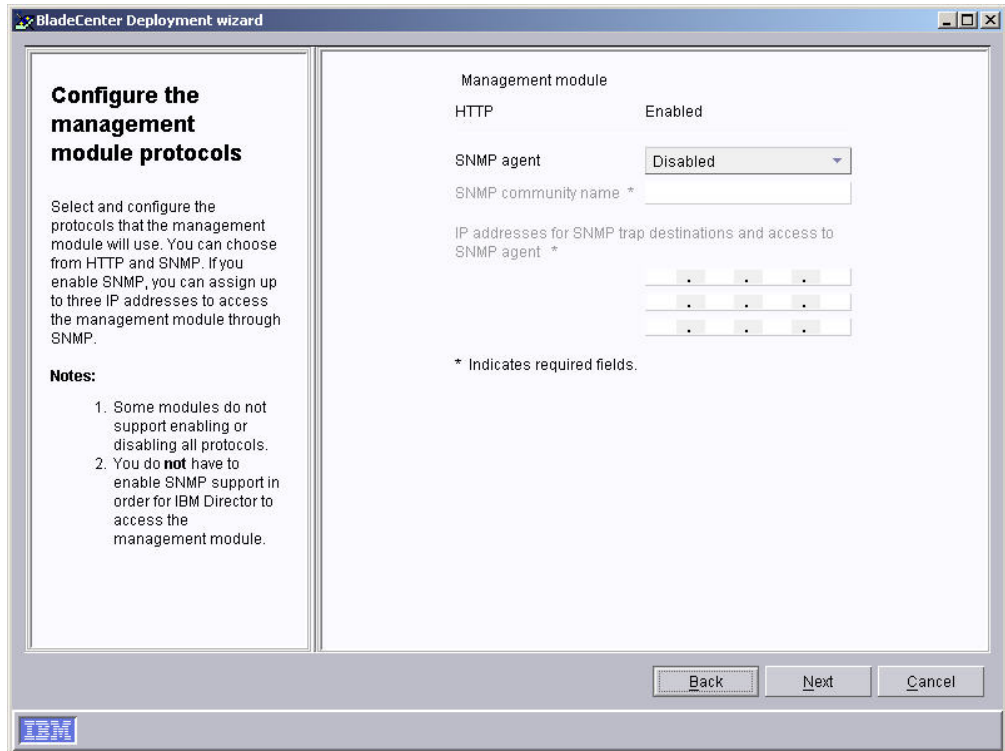 BladeCenter Deployment wizard
Configure the
management
module protocols
Select and configure the
protocols that the management
module will use. You can choose
from HTTP and SNMP. If you
enable SNMP, you can assign up
to three IP addresses to access
the management module through
SNMP.
Notes:
1. Some modules do not
support enabling or
disabling all protocols.
2. You do not have to
enable SNMP support in
order for IBM Director to
access the
management module.
Management module
HTTP Enabled
SNMP agent Disabled
SNMP community name *
IP addresses for SNMP trap destinations and access to
SNMP agent *
. . .
. . .
. . .
* Indicates required fields.
Back Next Cancel
IBM